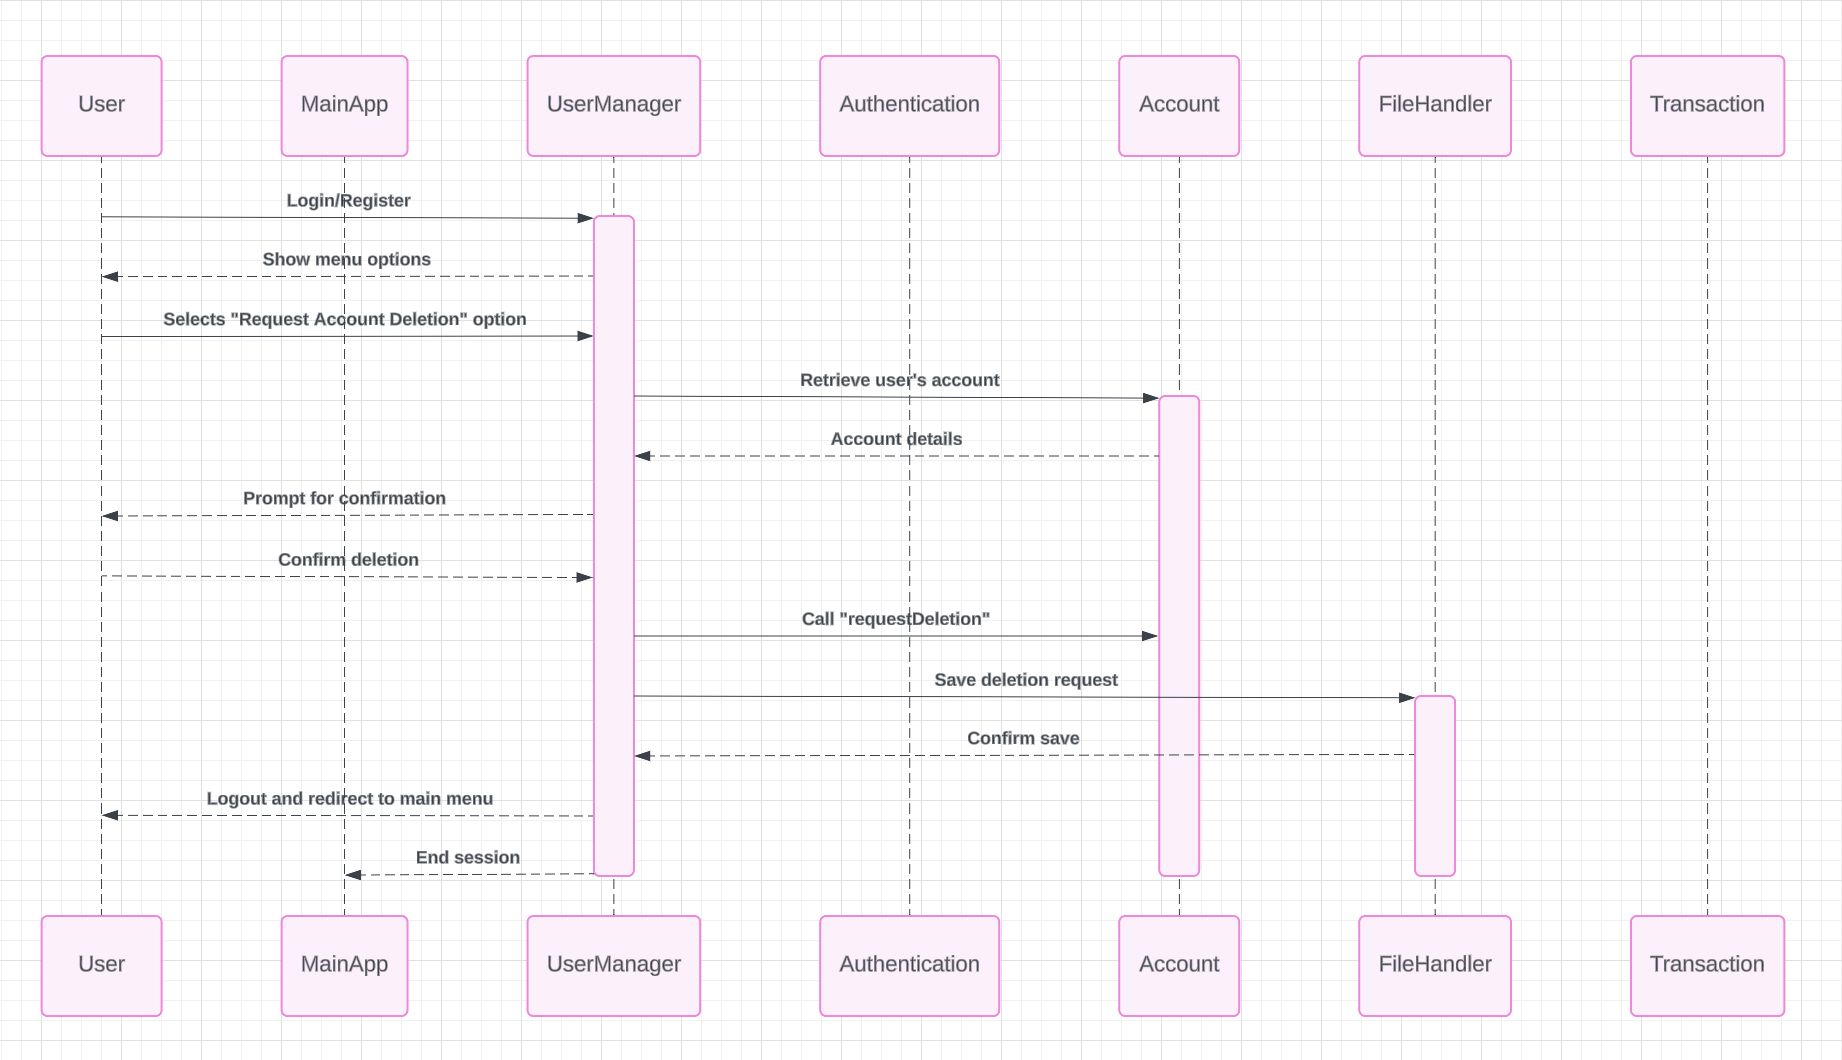 User
MainApp
UserManager
Authentication
Account
FileHandler
Transaction
Login/Register
Show menu options
Selects "Request Account Deletion" option
Retrieve user's account
Account details
Prompt for confirmation
Confirm deletion
Call "requestDeletion"
Save deletion request
Confirm save
Logout and redirect to main menu
End session
User
MainApp
UserManager
Authentication
Account
FileHandler
Transaction